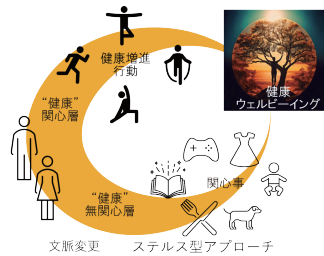 健康増進
行動
健康
ウェルビーイング
“健康”
関心層
“健康”
無関心層
関心事
文脈変更
ステルス型アプローチ